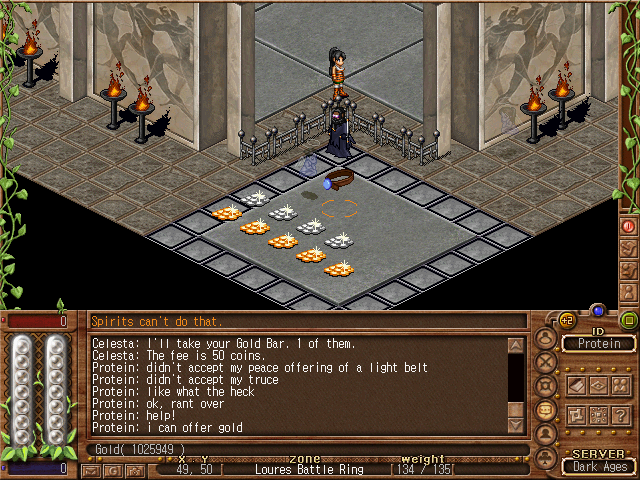 Spirits can't do that.
Celesta: I'll take your Gold Bar. 1 of them.
Celesta: The fee is 50 coins.
Protein: didn't accept my peace offering of a light belt
Protein: didn't accept my truce
Protein: like what the heck
Protein: ok, rant over
Protein: help!
Protein: i can offer gold
Gold( 1025949 )
X Y zone weight
49, 50 [ Loures Battle Ring [134 / 135[
0
0
+2
ID
Protein
?
G
SERVER
Dark Ages